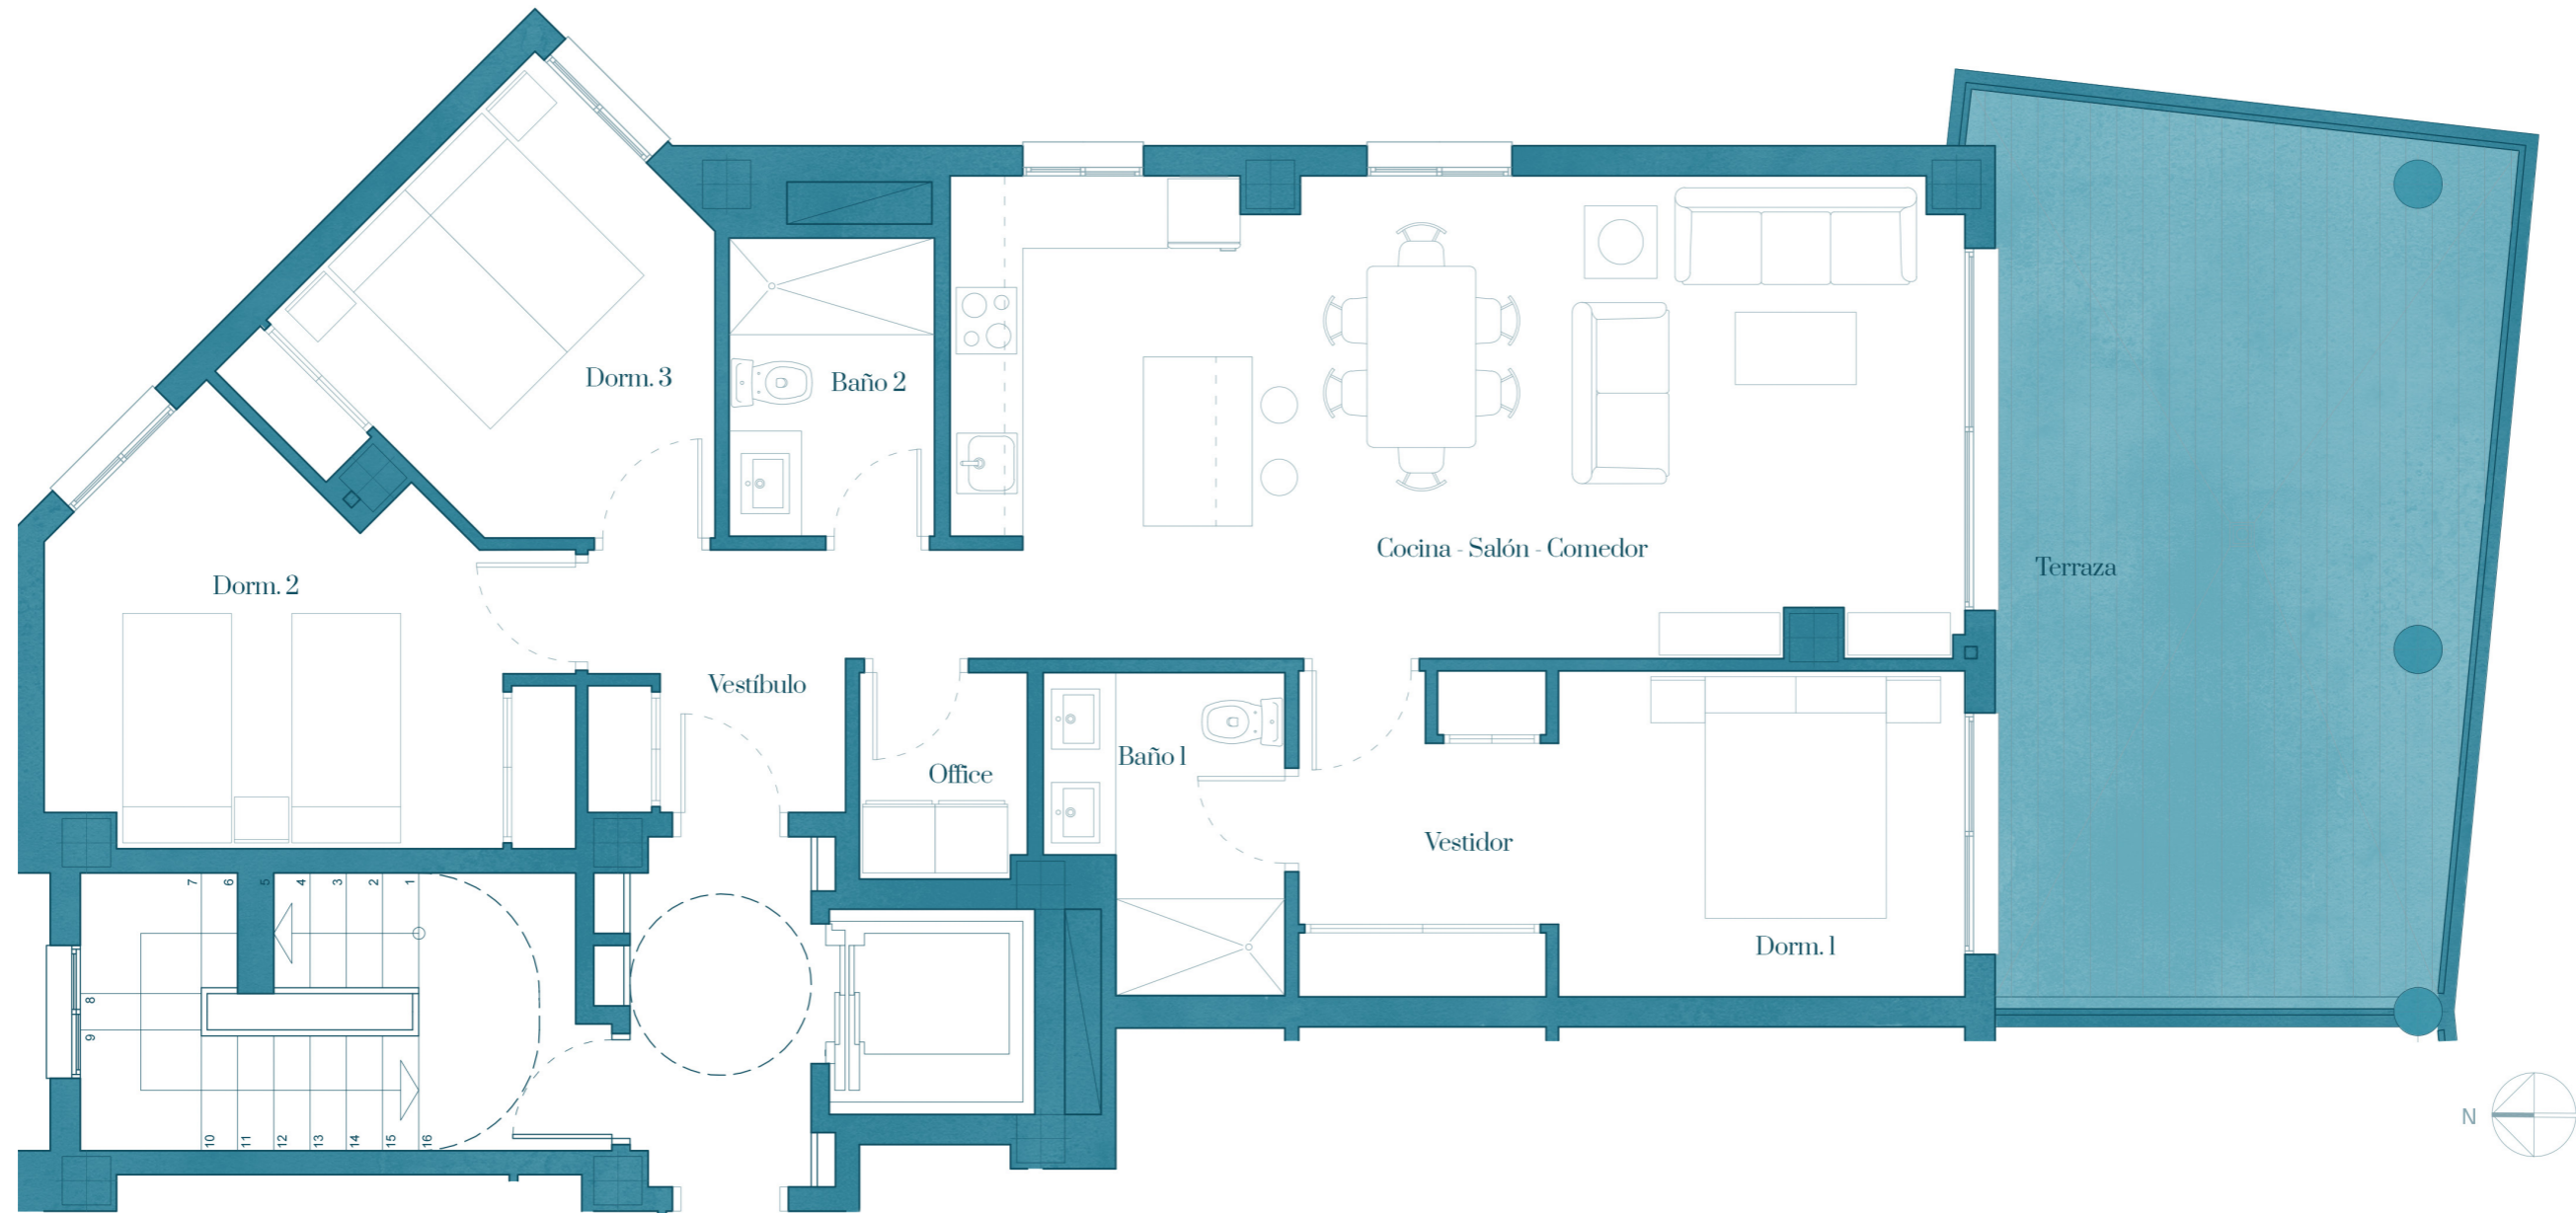 Dorm. 3
Baño 2
Cocina - Salón - Comedor
Terraza
Dorm. 2
Vestíbulo
Office
Baño 1
Vestidor
Dorm. 1
7
6
5
4
3
2
1
8
9
10
11
12
13
14
15
16
N